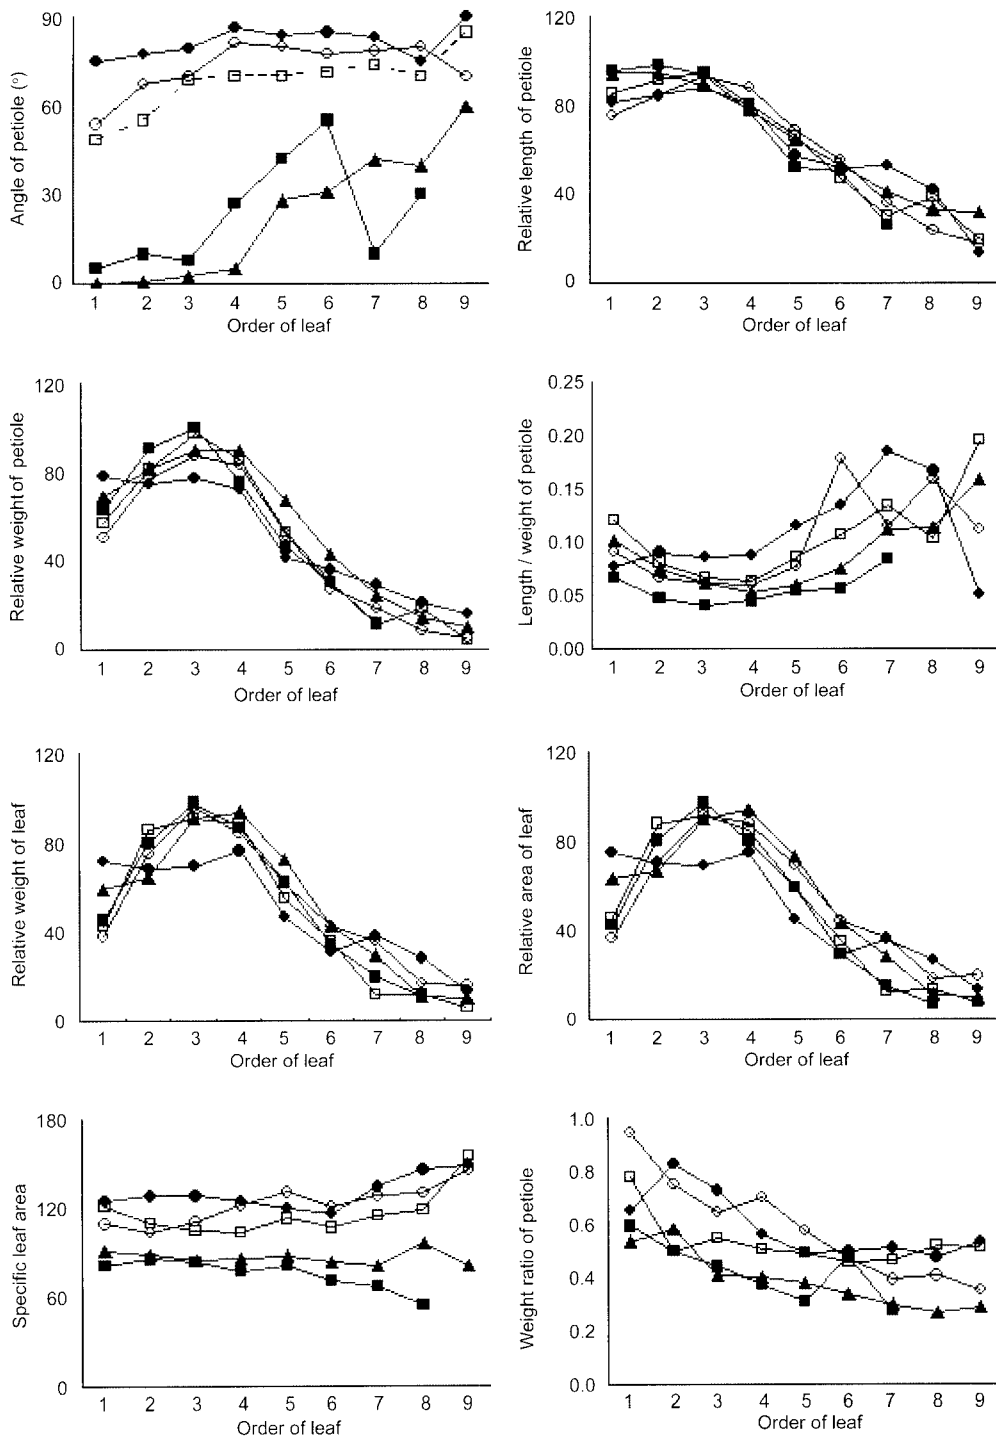 Angle of petiole (°)
90
60
30
0
1 2 3 4 5 6 7 8 9
Order of leaf
Relative length of petiole
120
80
40
0
1 2 3 4 5 6 7 8 9
Order of leaf
Relative weight of petiole
120
80
40
0
1 2 3 4 5 6 7 8 9
Order of leaf
Length / weight of petiole
0.25
0.20
0.15
0.10
0.05
0.00
1 2 3 4 5 6 7 8 9
Order of leaf
Relative weight of leaf
120
80
40
0
1 2 3 4 5 6 7 8 9
Order of leaf
Relative area of leaf
120
80
40
0
1 2 3 4 5 6 7 8 9
Order of leaf
Specific leaf area
180
120
60
0
1 2 3 4 5 6 7 8 9
Order of leaf
Weight ratio of petiole
1.0
0.8
0.6
0.4
0.2
0.0
1 2 3 4 5 6 7 8 9
Order of leaf